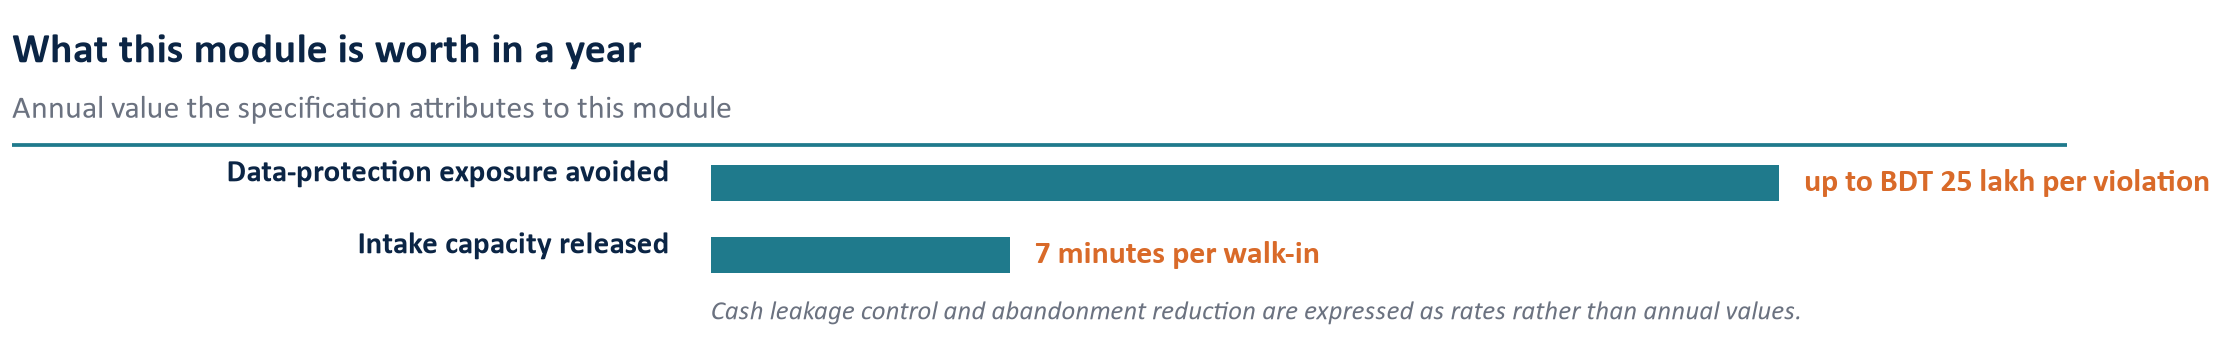 What this module is worth in a year
Annual value the specification attributes to this module
Data-protection exposure avoided
up to BDT 25 lakh per violation
Intake capacity released
7 minutes per walk-in
Cash leakage control and abandonment reduction are expressed as rates rather than annual values.